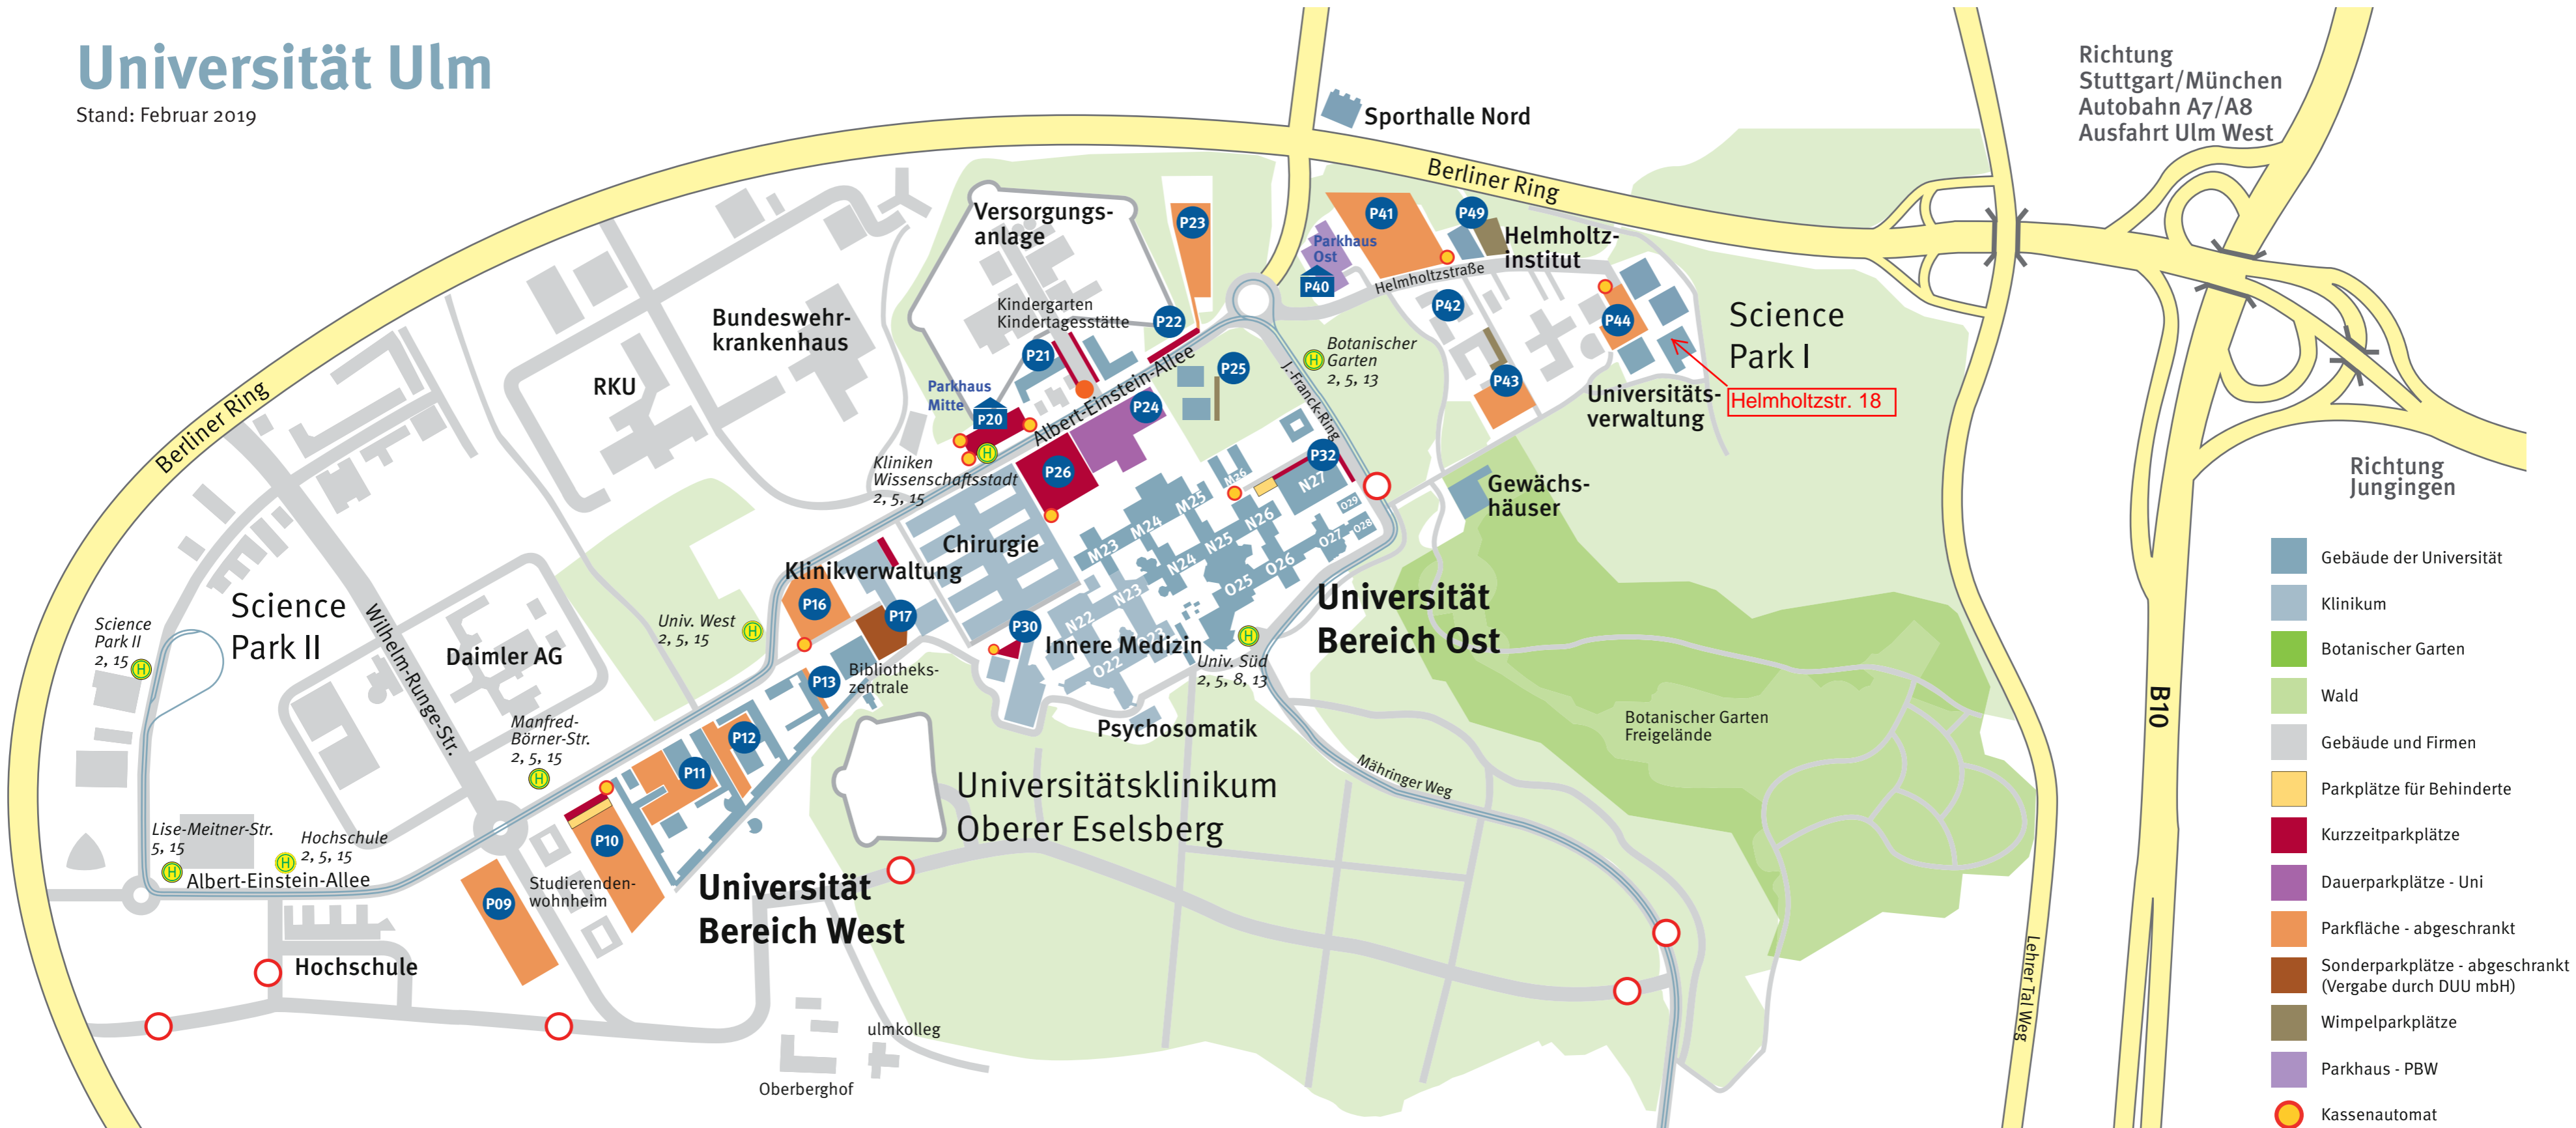 Universität Ulm
Stand: Februar 2019
Richtung
Stuttgart/München
Autobahn A7/A8
Ausfahrt Ulm West
Sporthalle Nord
Berliner Ring
Versorgungs-
anlage
P23
P41
P49
Parkhaus
Ost
P40
Helmholtz-
institut
Helmholtzstraße
Kindergarten
Kindertagesstätte
P22
P42
P44
Science
Park I
Bundeswehr-
krankenhaus
P21
Albert-Einstein-Allee
P25
Botanischer
Garten
2, 5, 13
H
J.-Franck-Ring
P43
Universitäts-
verwaltung
Helmholtzstr. 18
RKU
Parkhaus
Mitte
P20
P24
Berliner Ring
H
Kliniken
Wissenschaftsstadt
2, 5, 15
P26
P32
M26
N27
Gewächs-
häuser
Richtung
Jungingen
M25
O29
M24
N26
O28
Chirurgie
M23
N25
O27
N24
O26
Klinikverwaltung
O25
N23
P16
P17
P30
N22
Innere Medizin
O23
O22
Universität
Bereich Ost
H
Univ. Süd
2, 5, 8, 13
Science
Park II
2, 15
H
Science
Park II
Wilhelm-Runge-Str.
Daimler AG
Univ. West
2, 5, 15
H
P13
Bibliotheks-
zentrale
Psychosomatik
Botanischer Garten
Freigelände
B10
Manfred-
Börner-Str.
2, 5, 15
H
P12
P11
Universitätsklinikum
Oberer Eselsberg
Mähringer Weg
Lise-Meitner-Str.
5, 15
H
Hochschule
2, 5, 15
H
Albert-Einstein-Allee
P10
P09
Studierenden-
wohnheim
Universität
Bereich West
Hochschule
Lehrer Tal Weg
ulmkolleg
Oberberghof
Gebäude der Universität
Klinikum
Botanischer Garten
Wald
Gebäude und Firmen
Parkplätze für Behinderte
Kurzzeitparkplätze
Dauerparkplätze - Uni
Parkfläche - abgeschrankt
Sonderparkplätze - abgeschrankt
(Vergabe durch DUU mbH)
Wimpelparkplätze
Parkhaus - PBW
Kassenautomat